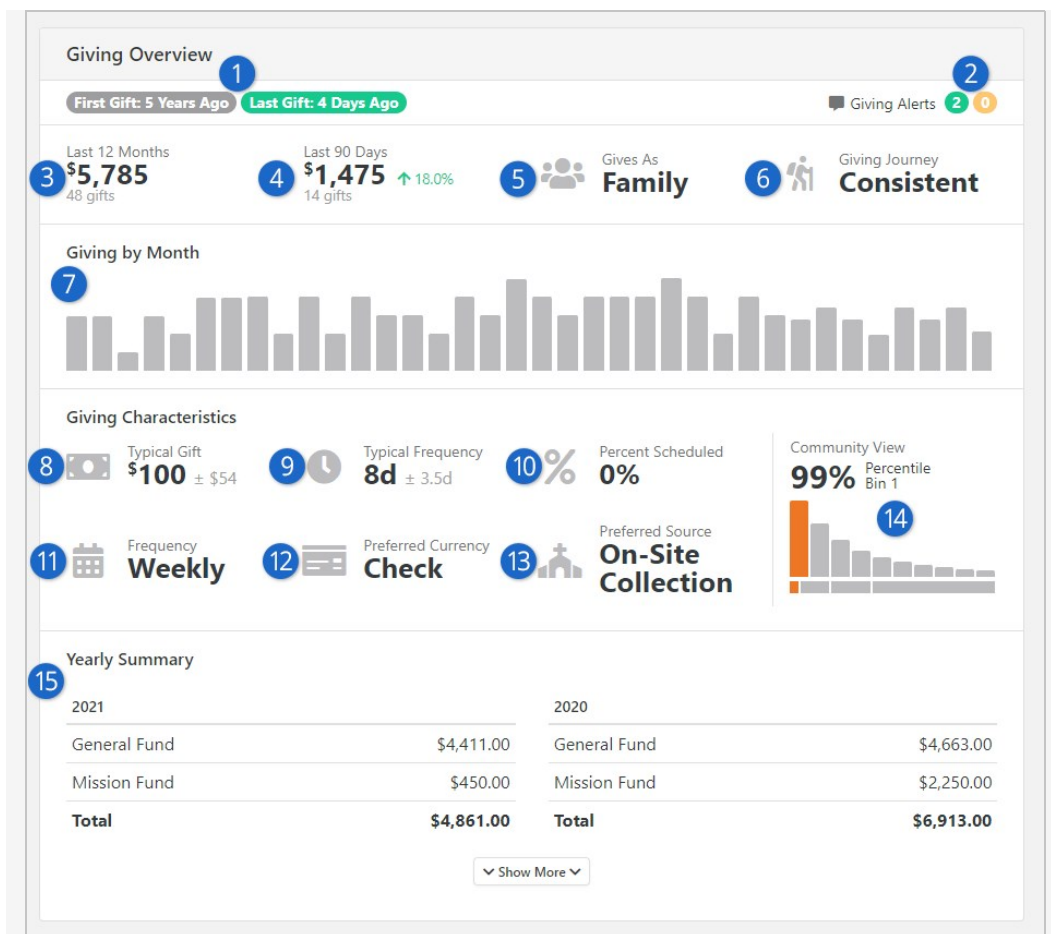 Giving Overview
1
2
First Gift: 5 Years Ago Last Gift: 4 Days Ago Giving Alerts 2 0
Last 12 Months
3 $5,785
48 gifts
Last 90 Days
4 $1,475 ↑ 18.0%
14 gifts
Gives As
5 Family
Giving Journey
6 Consistent
Giving by Month
7
Giving Characteristics
Typical Gift
8 $100 ± $54
Typical Frequency
9 8d ± 3.5d
Percent Scheduled
10 % 0%
Frequency
11 Weekly
Preferred Currency
12 Check
Preferred Source
13 On-Site
Collection
Community View
99% Percentile
Bin 1
14
Yearly Summary
15
2021
General Fund $4,411.00
Mission Fund $450.00
Total $4,861.00
2020
General Fund $4,663.00
Mission Fund $2,250.00
Total $6,913.00
Show More